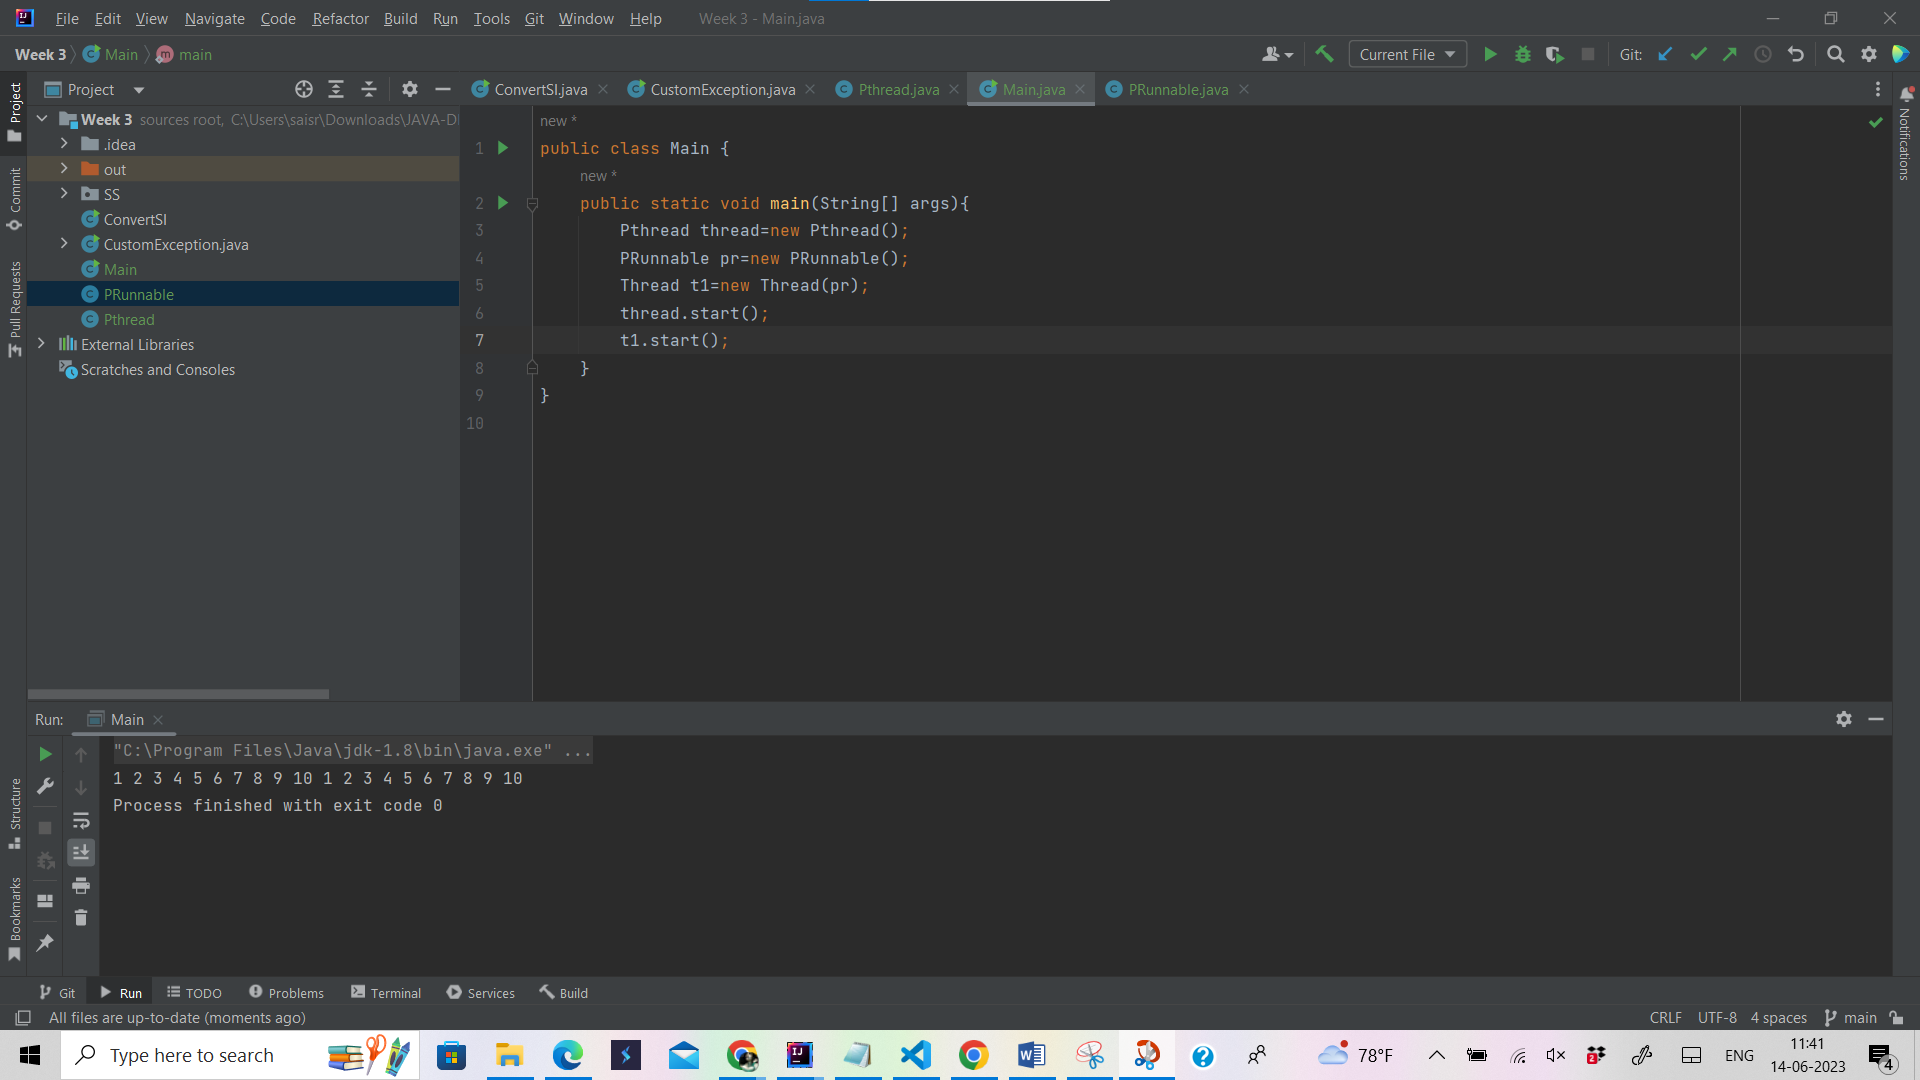 File Edit View Navigate Code Refactor Build Run Tools Git Window Help Week 3 - Main.java
Week 3 Main m main
Current File Git:
Project
ConvertSI.java CustomException.java Pthread.java Main.java PRunnable.java
Week 3 sources root, C:\Users\saisr\Downloads\JAVA-D
.idea
out
SS
ConvertSI
CustomException.java
Main
PRunnable
Pthread
External Libraries
Scratches and Consoles
new *
1 public class Main {
new *
2 public static void main(String[] args){
3 Pthread thread=new Pthread();
4 PRunnable pr=new PRunnable();
5 Thread t1=new Thread(pr);
6 thread.start();
7 t1.start();
8 }
9 }
10
Project
Commit
Pull Requests
Structure
Bookmarks
Notifications
Run: Main
"C:\Program Files\Java\jdk-1.8\bin\java.exe" ...
1 2 3 4 5 6 7 8 9 10 1 2 3 4 5 6 7 8 9 10
Process finished with exit code 0
Git Run TODO Problems Terminal Services Build
All files are up-to-date (moments ago)
CRLF UTF-8 4 spaces main
Type here to search
78°F
2
ENG
11:41
14-06-2023
4